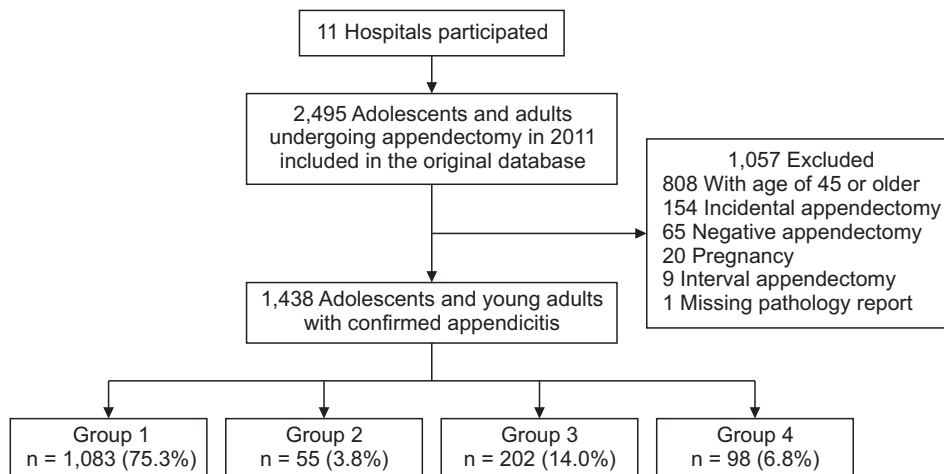 11 Hospitals participated
2,495 Adolescents and adults
undergoing appendectomy in 2011
included in the original database
1,057 Excluded
808 With age of 45 or older
154 Incidental appendectomy
65 Negative appendectomy
20 Pregnancy
9 Interval appendectomy
1 Missing pathology report
1,438 Adolescents and young adults
with confirmed appendicitis
Group 1
n = 1,083 (75.3%)
Group 2
n = 55 (3.8%)
Group 3
n = 202 (14.0%)
Group 4
n = 98 (6.8%)